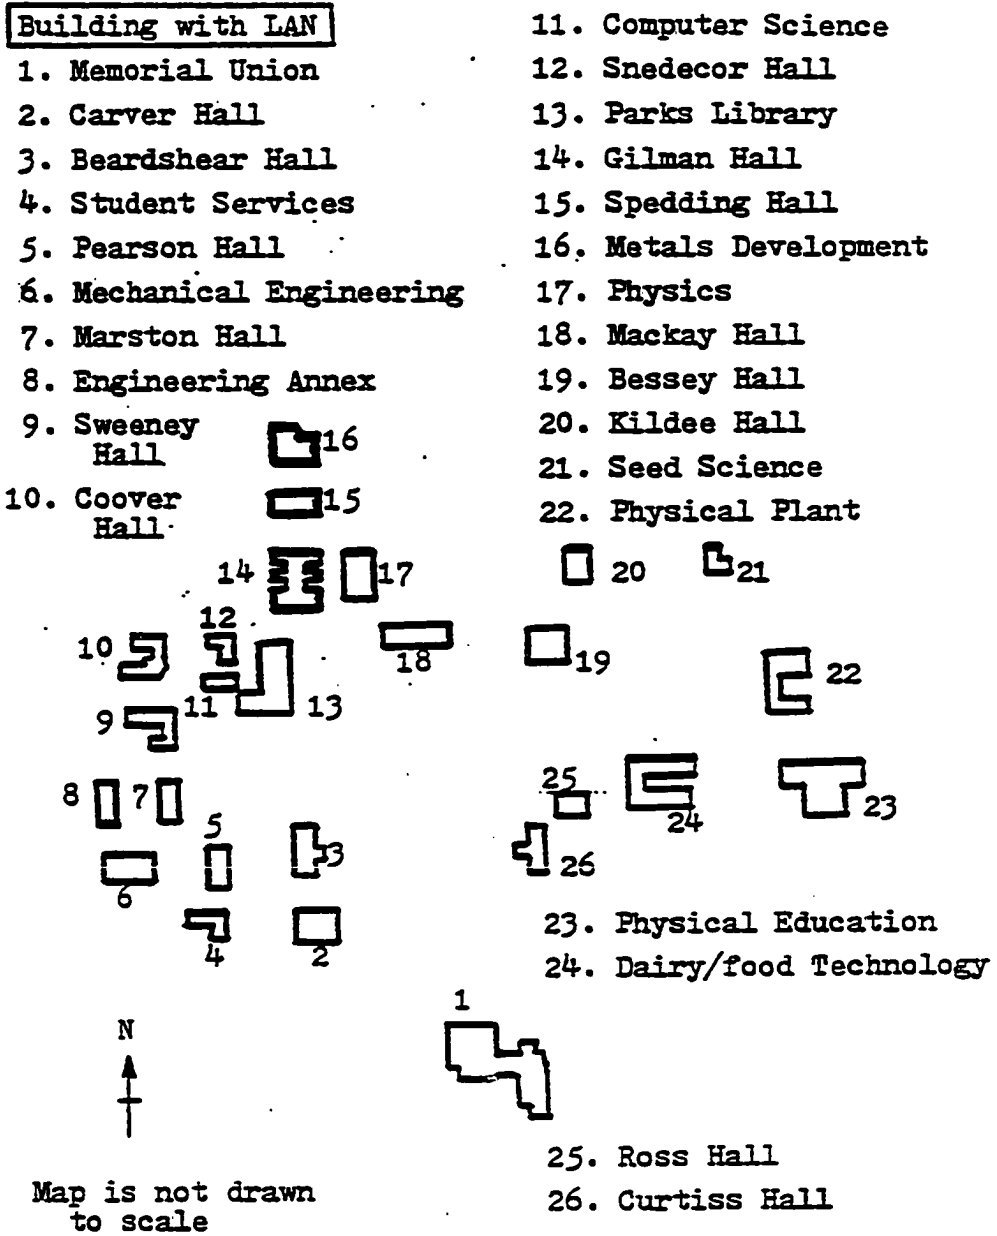 Building with LAN
1. Memorial Union
2. Carver Hall
3. Beardshear Hall
4. Student Services
5. Pearson Hall
6. Mechanical Engineering
7. Marston Hall
8. Engineering Annex
9. Sweeney
Hall
10. Coover
Hall
11. Computer Science
12. Snedecor Hall
13. Parks Library
14. Gilman Hall
15. Spedding Hall
16. Metals Development
17. Physics
18. Mackay Hall
19. Bessey Hall
20. Kildee Hall
21. Seed Science
22. Physical Plant
16
15
14
17
20
21
12
10
18
19
22
11
13
9
8
7
5
25
24
23
3
26
6
4
2
23. Physical Education
24. Dairy/food Technology
1
N
25. Ross Hall
26. Curtiss Hall
Map is not drawn
to scale